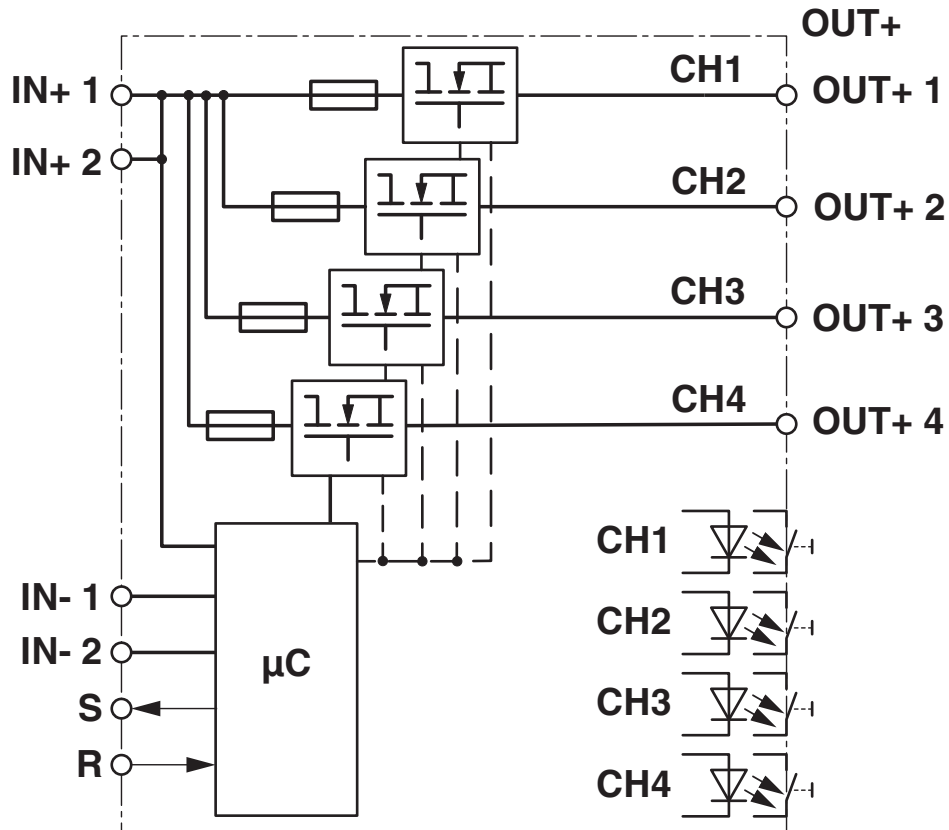 OUT+
IN+ 1
CH1
OUT+ 1
IN+ 2
CH2
OUT+ 2
CH3
OUT+ 3
CH4
OUT+ 4
CH1
IN- 1
CH2
IN- 2
µC
S
CH3
R
CH4